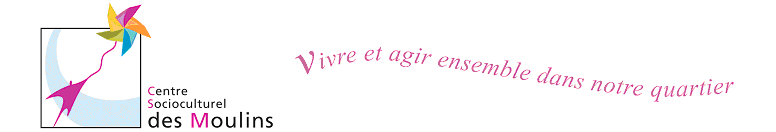 Vivre et agir ensemble dans notre quartier
Centre
Socioculturel
des Moulins